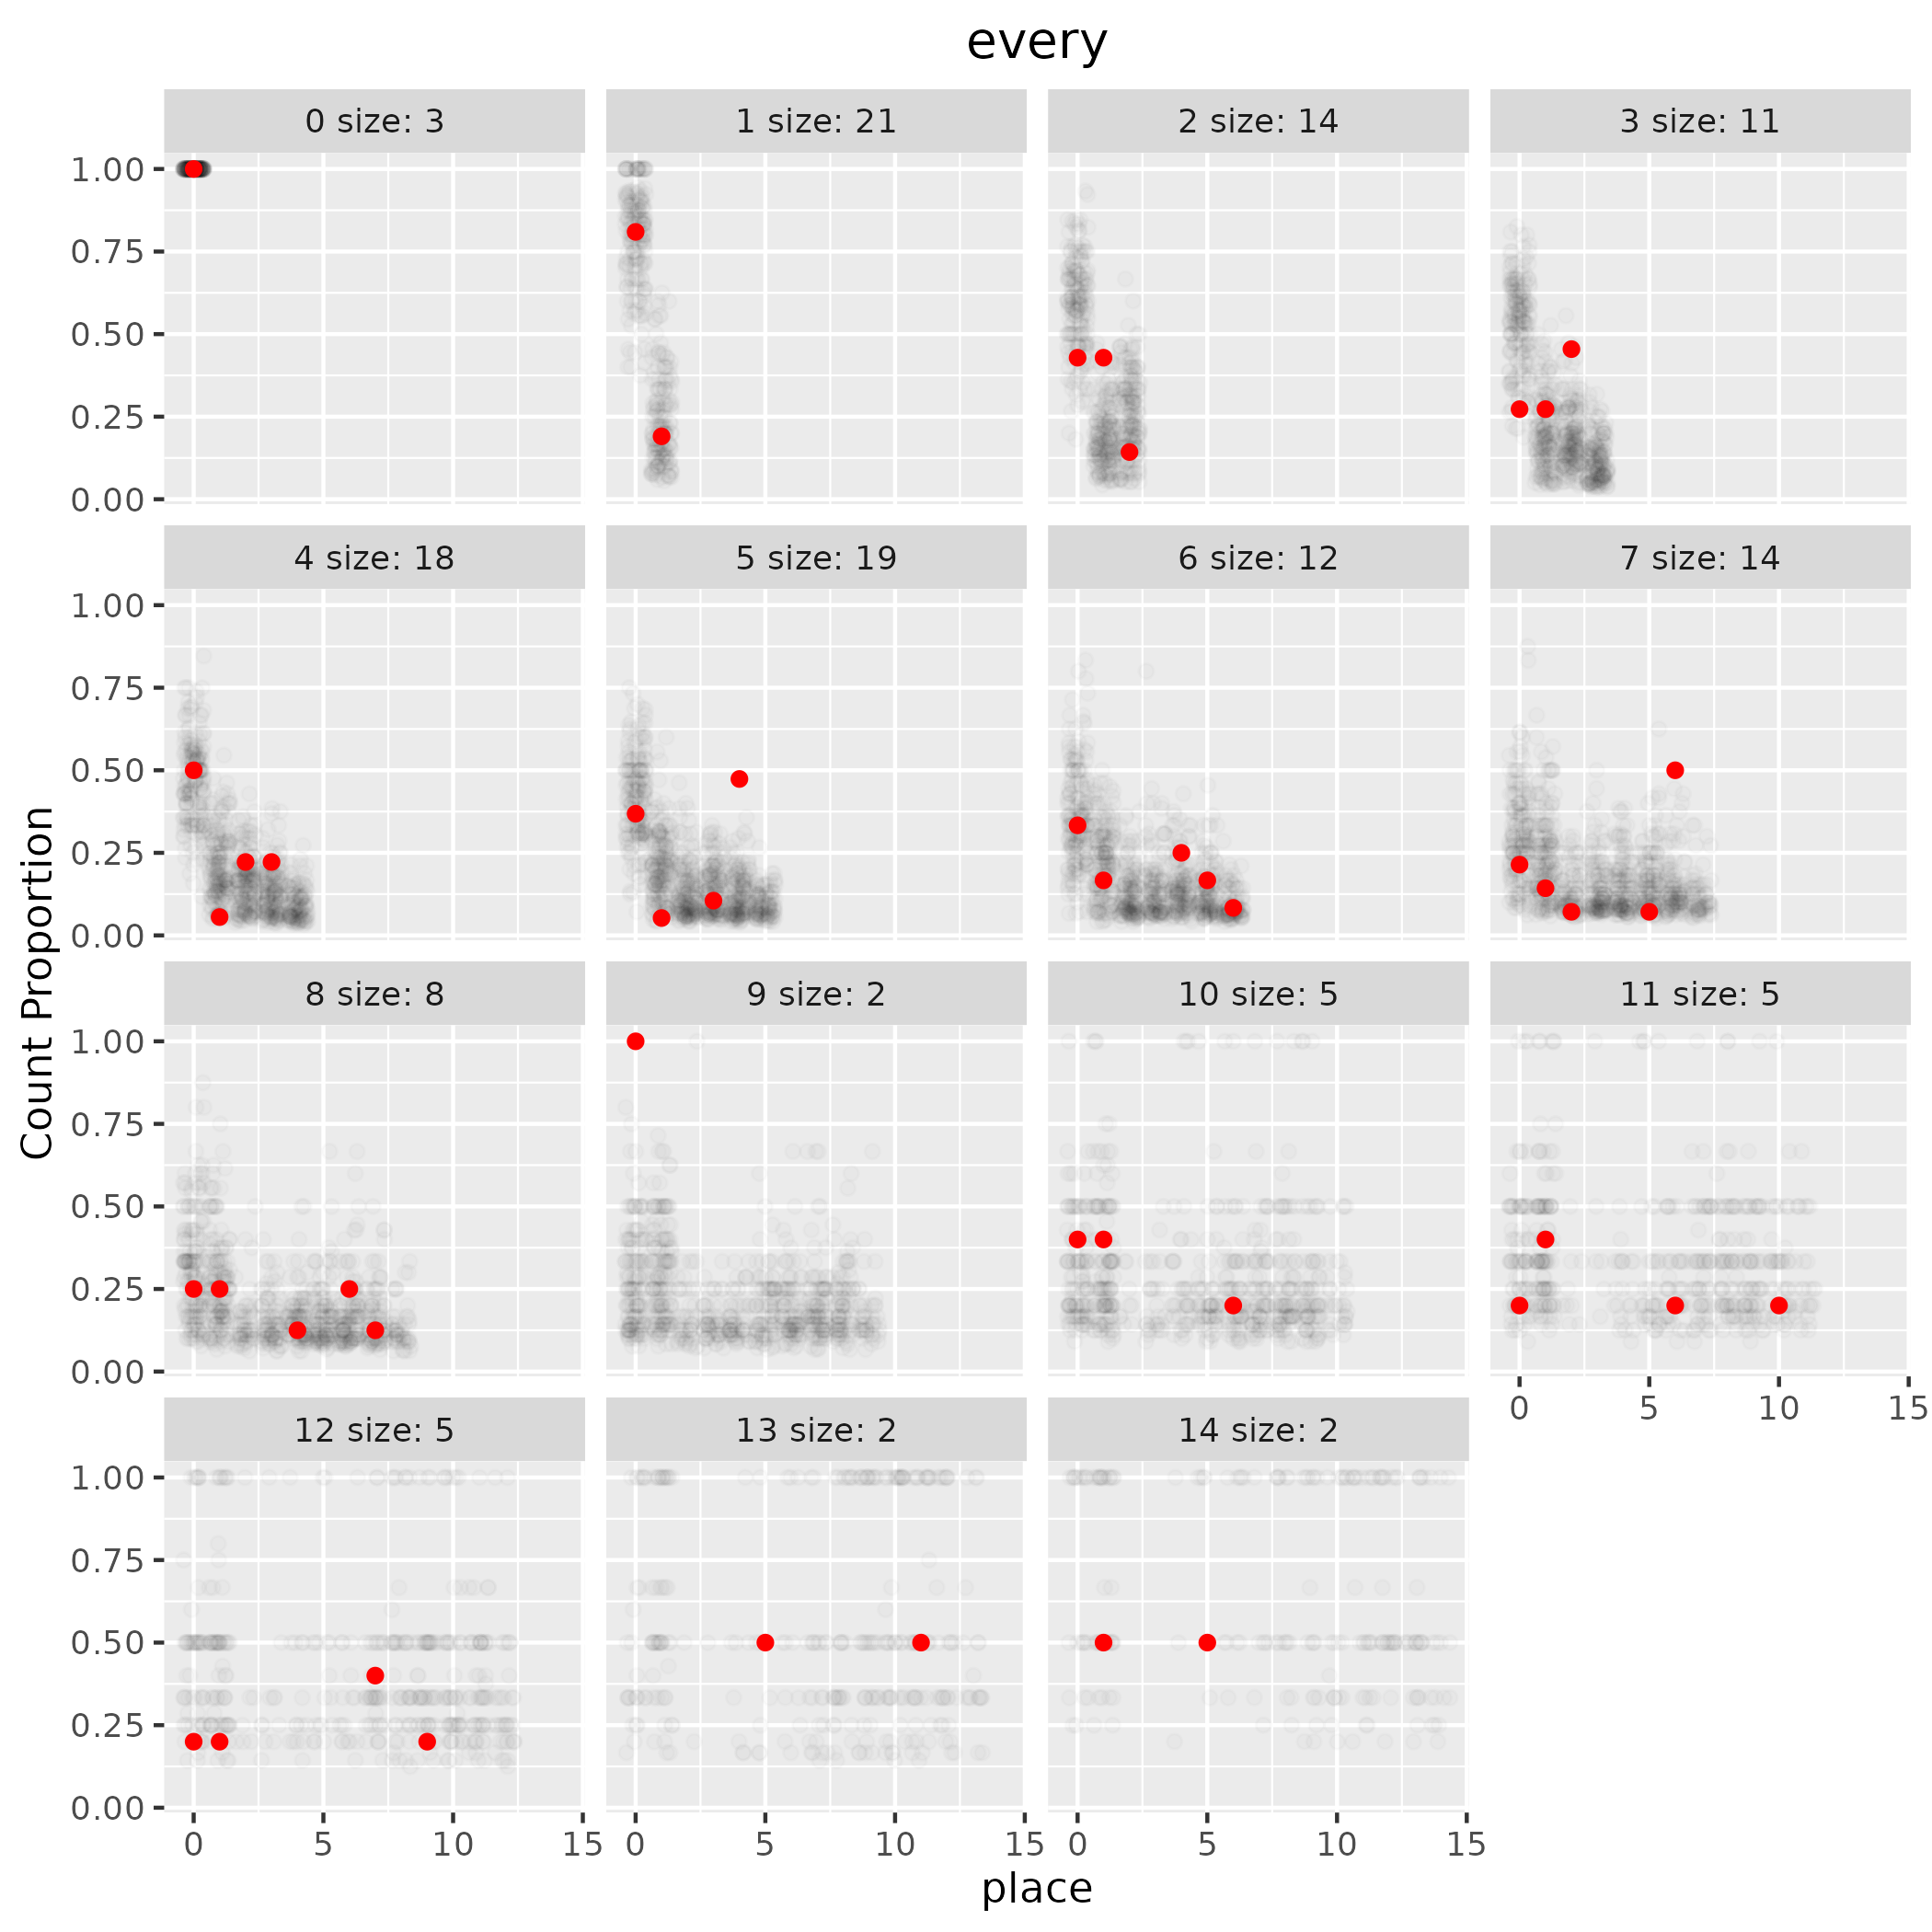 every
0 size: 3
1 size: 21
2 size: 14
3 size: 11
1.00
0.75
0.50
0.25
0.00
4 size: 18
5 size: 19
6 size: 12
7 size: 14
1.00
0.75
0.50
0.25
0.00
8 size: 8
9 size: 2
10 size: 5
11 size: 5
1.00
0.75
0.50
0.25
0.00
0 5 10 15
12 size: 5
13 size: 2
14 size: 2
1.00
0.75
0.50
0.25
0.00
0 5 10 15
0 5 10 15
0 5 10 15
place
Count Proportion